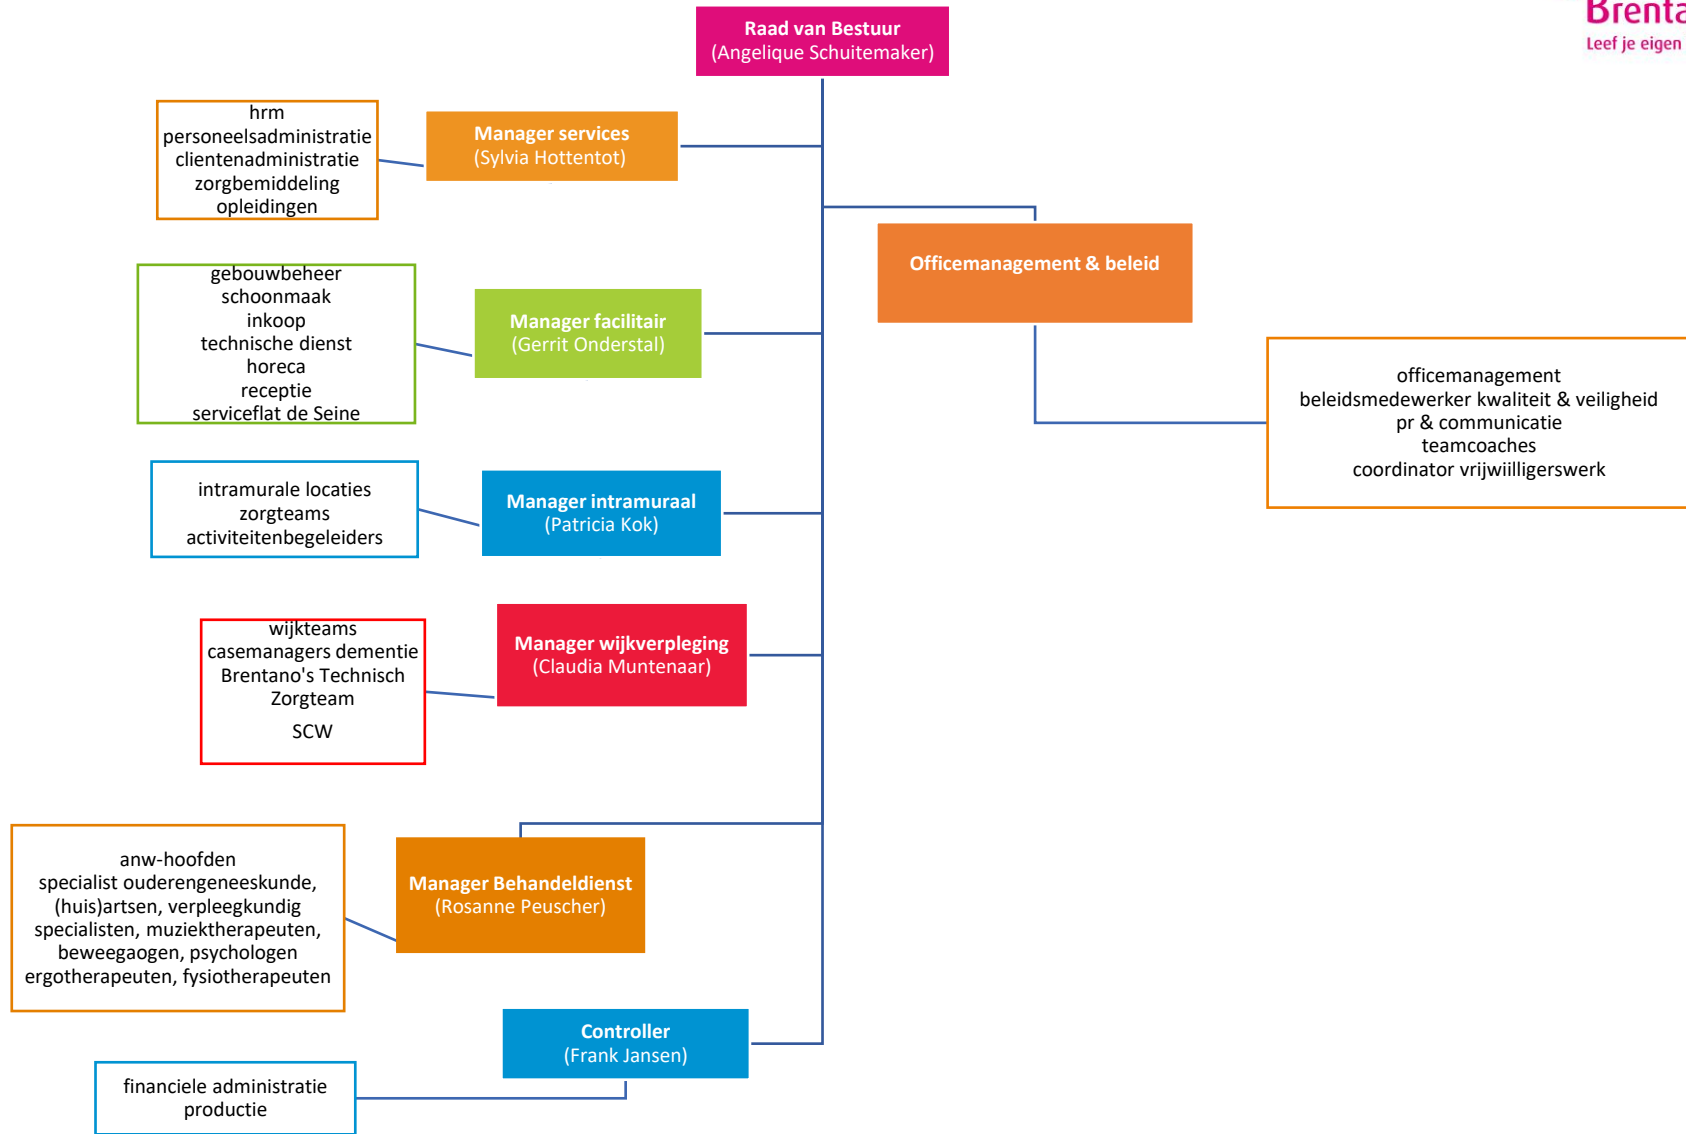 Brenta
Leef je eigen
Raad van Bestuur
(Angelique Schuitemaker)
hrm
personeelsadministratie
clientenadministratie
zorgbemiddeling
opleidingen
Manager services
(Sylvia Hottentot)
Officemanagement & beleid
gebouwbeheer
schoonmaak
inkoop
technische dienst
horeca
receptie
serviceflat de Seine
Manager facilitair
(Gerrit Onderstal)
officemanagement
beleidsmedewerker kwaliteit & veiligheid
pr & communicatie
teamcoaches
coordinator vrijwiilligerswerk
intramurale locaties
zorgteams
activiteitenbegeleiders
Manager intramuraal
(Patricia Kok)
wijkteams
casemanagers dementie
Brentano's Technisch
Zorgteam
SCW
Manager wijkverpleging
(Claudia Muntenaar)
anw-hoofden
specialist ouderengeneeskunde,
(huis)artsen, verpleegkundig
specialisten, muziektherapeuten,
beweegaogen, psychologen
ergotherapeuten, fysiotherapeuten
Manager Behandeldienst
(Rosanne Peuscher)
Controller
(Frank Jansen)
financiele administratie
productie